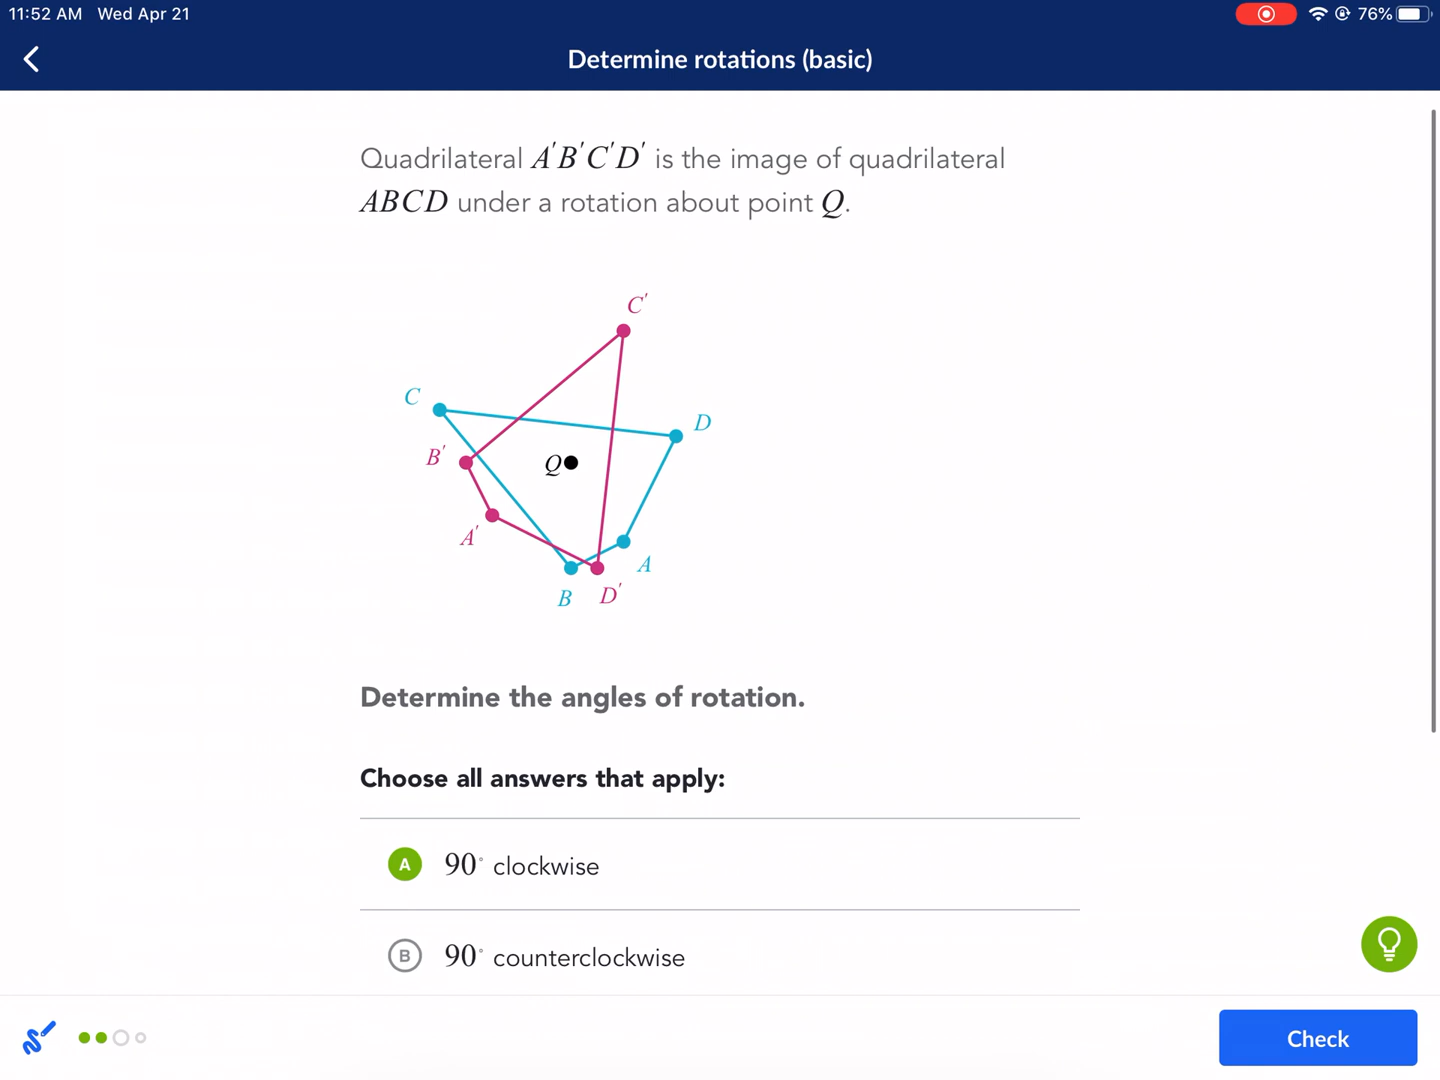 11:52 AM Wed Apr 21
76%
Determine rotations (basic)
Quadrilateral A'B'C'D' is the image of quadrilateral
ABCD under a rotation about point Q.
C'
C
D
B'
Q
A'
A
B D'
Determine the angles of rotation.
Choose all answers that apply:
A 90° clockwise
B 90° counterclockwise
Check